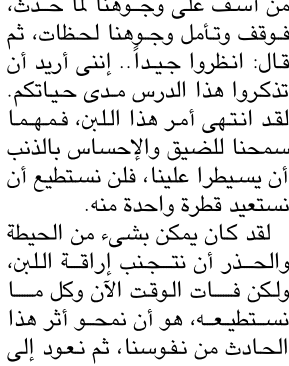 من أسف على وجوهنا لما حدث،
فوقف وتأمل وجوهنا لحظات، ثم
قال: انظروا جيداً.. إننى أريد أن
تذكروا هذا الدرس مدى حياتكم.
لقد انتهى أمر هذا اللبن، فمهما
سمحنا للضيق والإحساس بالذنب
أن يسيطرا علينا، فلن نستطيع أن
نستعيد قطرة واحدة منه.
لقد كان يمكن بشىء من الحيطة
والحذر أن نتجنب إراقة اللبن،
ولكن فات الوقت الآن وكل ما
نستطيعه، هو أن نمحو أثر هذا
الحادث من نفوسنا، ثم نعود إلى